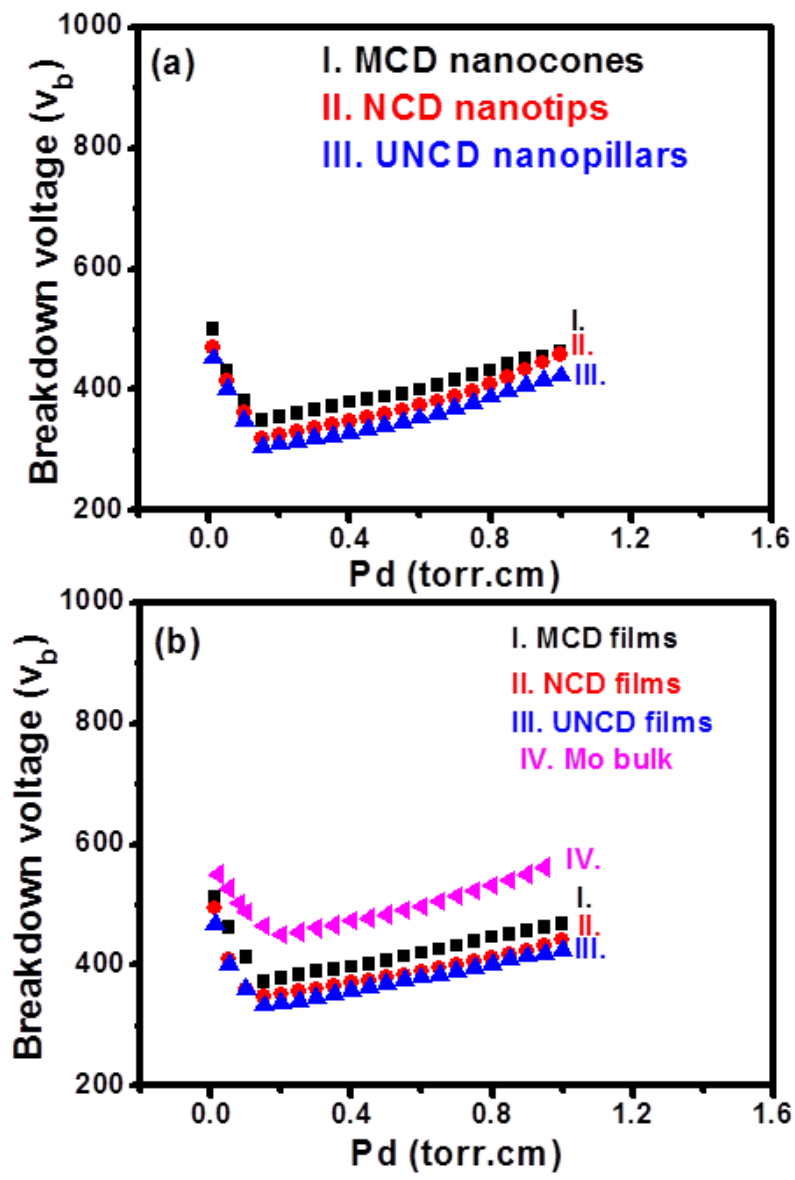 (a)
I. MCD nanocones
II. NCD nanotips
III. UNCD nanopillars
Breakdown voltage (v_b)
1000
800
600
400
200
I.
II.
III.
0.0 0.4 0.8 1.2 1.6
Pd (torr.cm)
(b)
I. MCD films
II. NCD films
III. UNCD films
IV. Mo bulk
Breakdown voltage (v_b)
1000
800
600
400
200
IV.
I.
II.
III.
0.0 0.4 0.8 1.2 1.6
Pd (torr.cm)